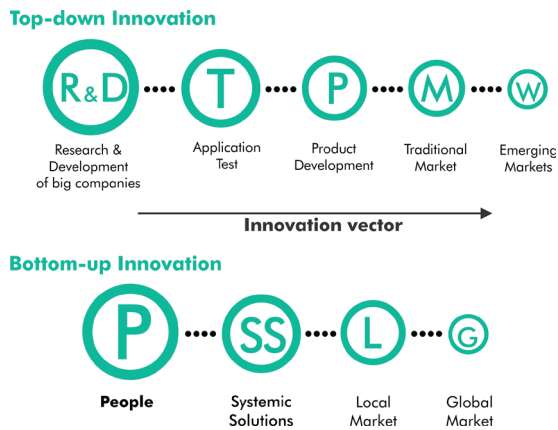 Top-down Innovation
R&D
T
P
M
W
Research &
Development
of big companies
Application
Test
Product
Development
Traditional
Market
Emerging
Markets
Innovation vector
Bottom-up Innovation
P
SS
L
G
People
Systemic
Solutions
Local
Market
Global
Market